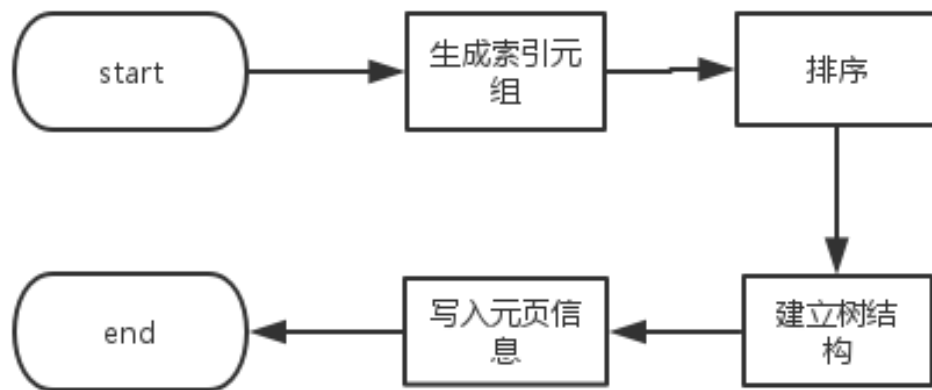 start
生成索引元
组
排序
建立树结
构
写入元页信
息
end